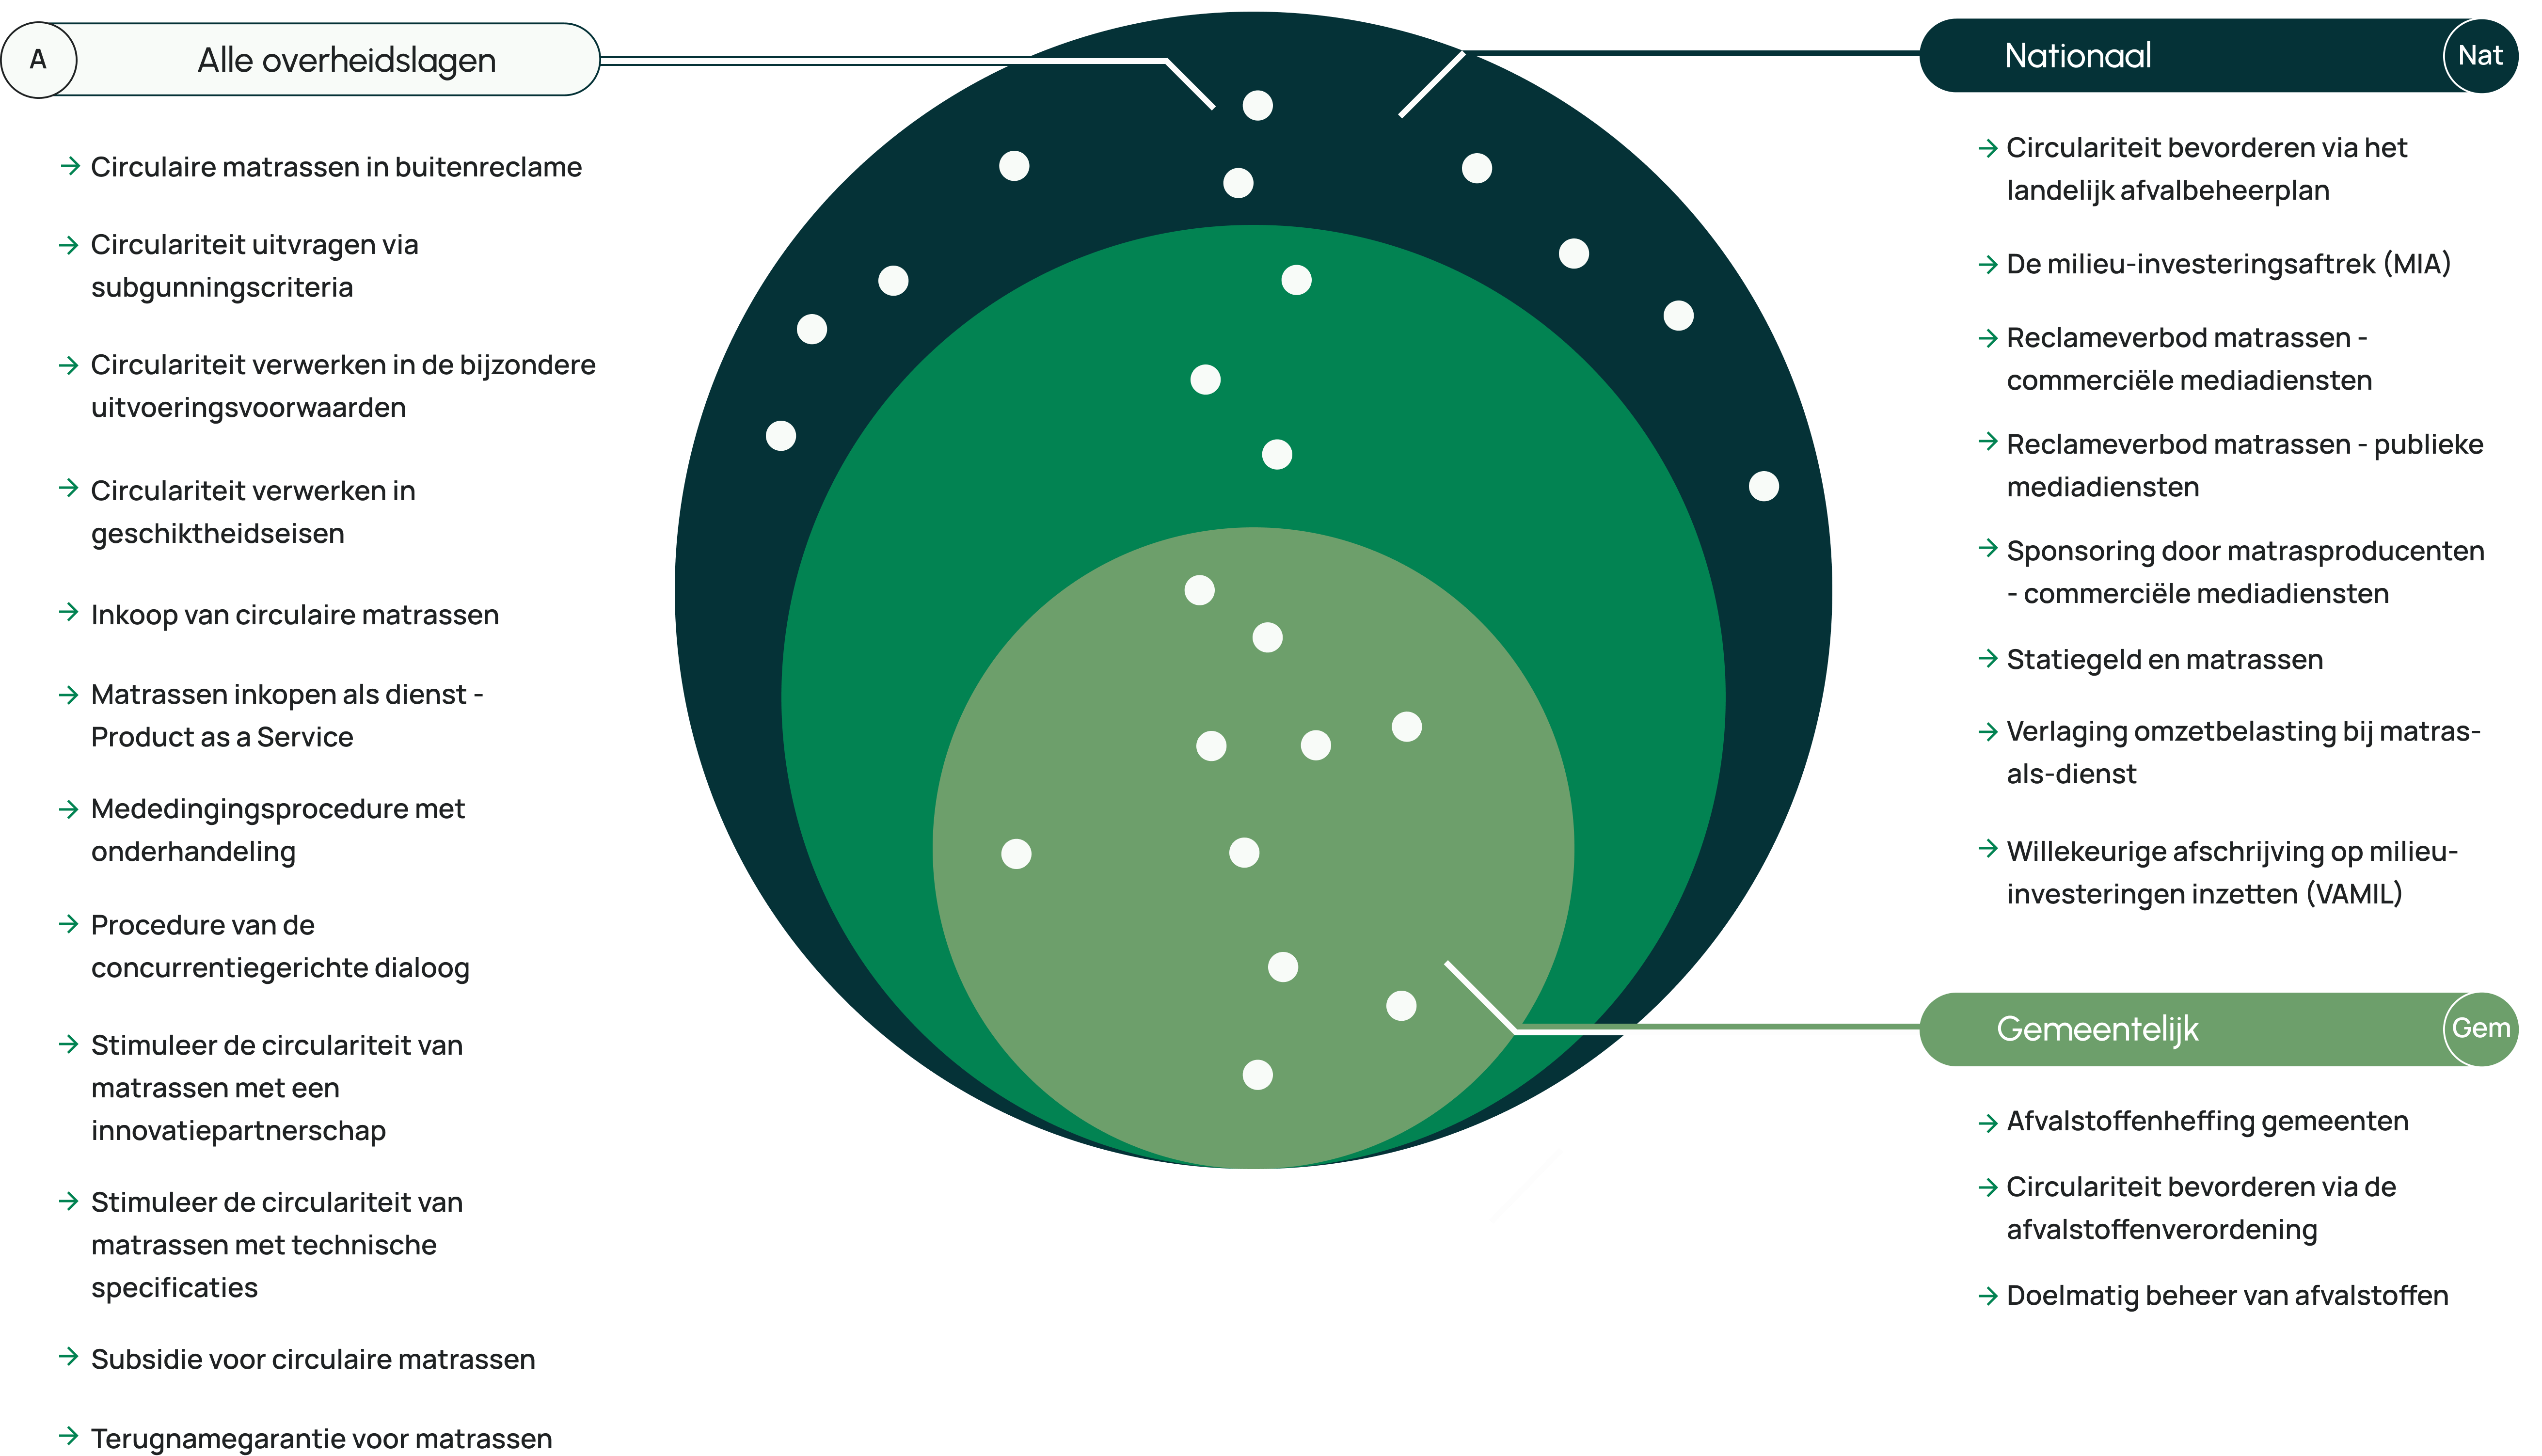 A
Alle overheidslagen
Circulaire matrassen in buitenreclame
Circulariteit uitvragen via
subgunningscriteria
Circulariteit verwerken in de bijzondere
uitvoeringsvoorwaarden
Circulariteit verwerken in
geschiktheidseisen
Inkoop van circulaire matrassen
Matrassen inkopen als dienst -
Product as a Service
Mededingingsprocedure met
onderhandeling
Procedure van de
concurrentiegerichte dialoog
Stimuleer de circulariteit van
matrassen met een
innovatiepartnerschap
Stimuleer de circulariteit van
matrassen met technische
specificaties
Subsidie voor circulaire matrassen
Terugnamegarantie voor matrassen
Nationaal
Nat
Circulariteit bevorderen via het
landelijk afvalbeheerplan
De milieu-investeringsaftrek (MIA)
Reclameverbod matrassen -
commerciële mediadiensten
Reclameverbod matrassen - publieke
mediadiensten
Sponsoring door matrasproducenten
- commerciële mediadiensten
Statiegeld en matrassen
Verlaging omzetbelasting bij matras-
als-dienst
Willekeurige afschrijving op milieu-
investeringen inzetten (VAMIL)
Gemeentelijk
Gem
Afvalstoffenheffing gemeenten
Circulariteit bevorderen via de
afvalstoffenverordening
Doelmatig beheer van afvalstoffen